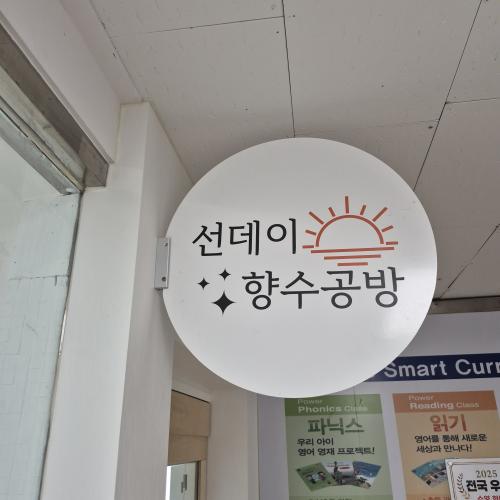 선데이
향수공방
Smart Curr
Power
Phonics Class
파닉스
우리 아이
영어 영재 프로젝트!
Power
Reading Class
읽기
영어를 통해 새로운
세상과 만나다!
2025
전국 우